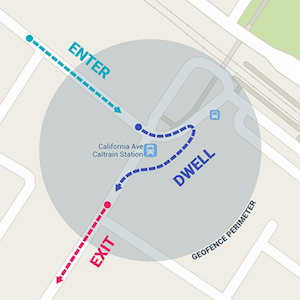 ENTER
California Ave
Caltrain Station
DWELL
EXIT
GEOFENCE PERIMETER